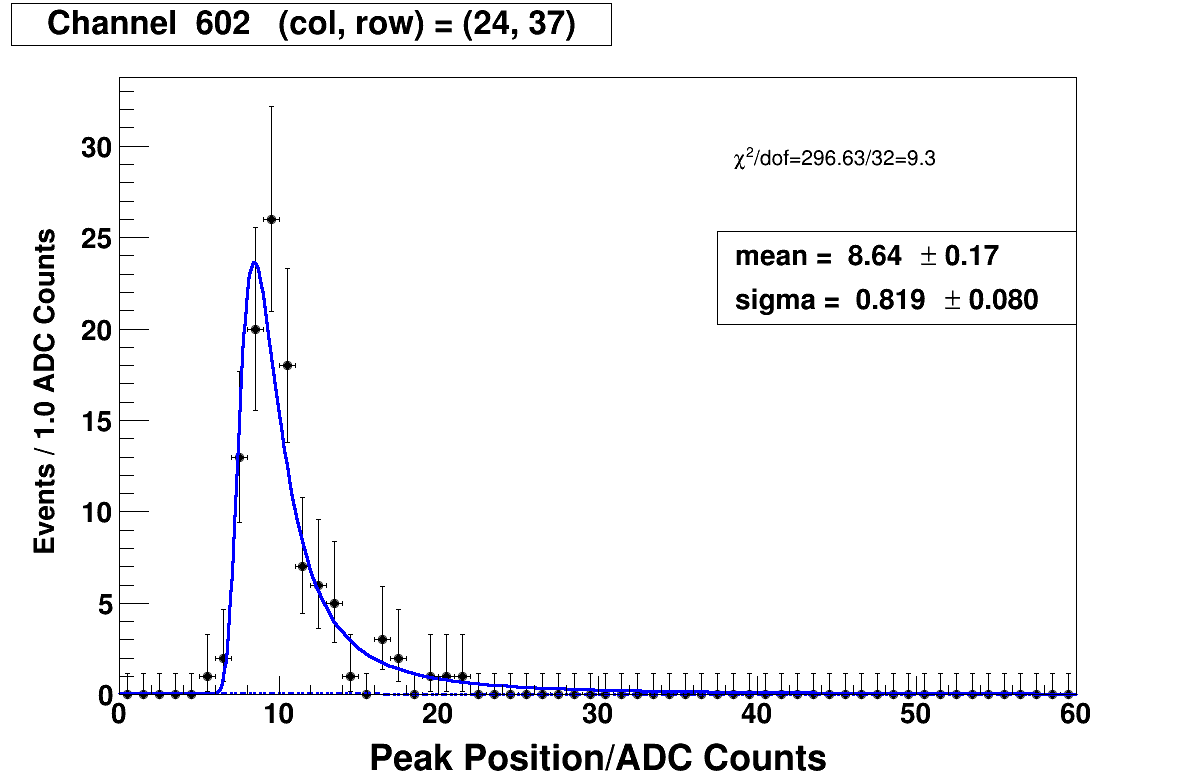 Channel 602 (col, row) = (24, 37)
χ²/dof=296.63/32=9.3
mean = 8.64 ± 0.17
sigma = 0.819 ± 0.080
Events / 1.0 ADC Counts
30
25
20
15
10
5
0
0 10 20 30 40 50 60
Peak Position/ADC Counts